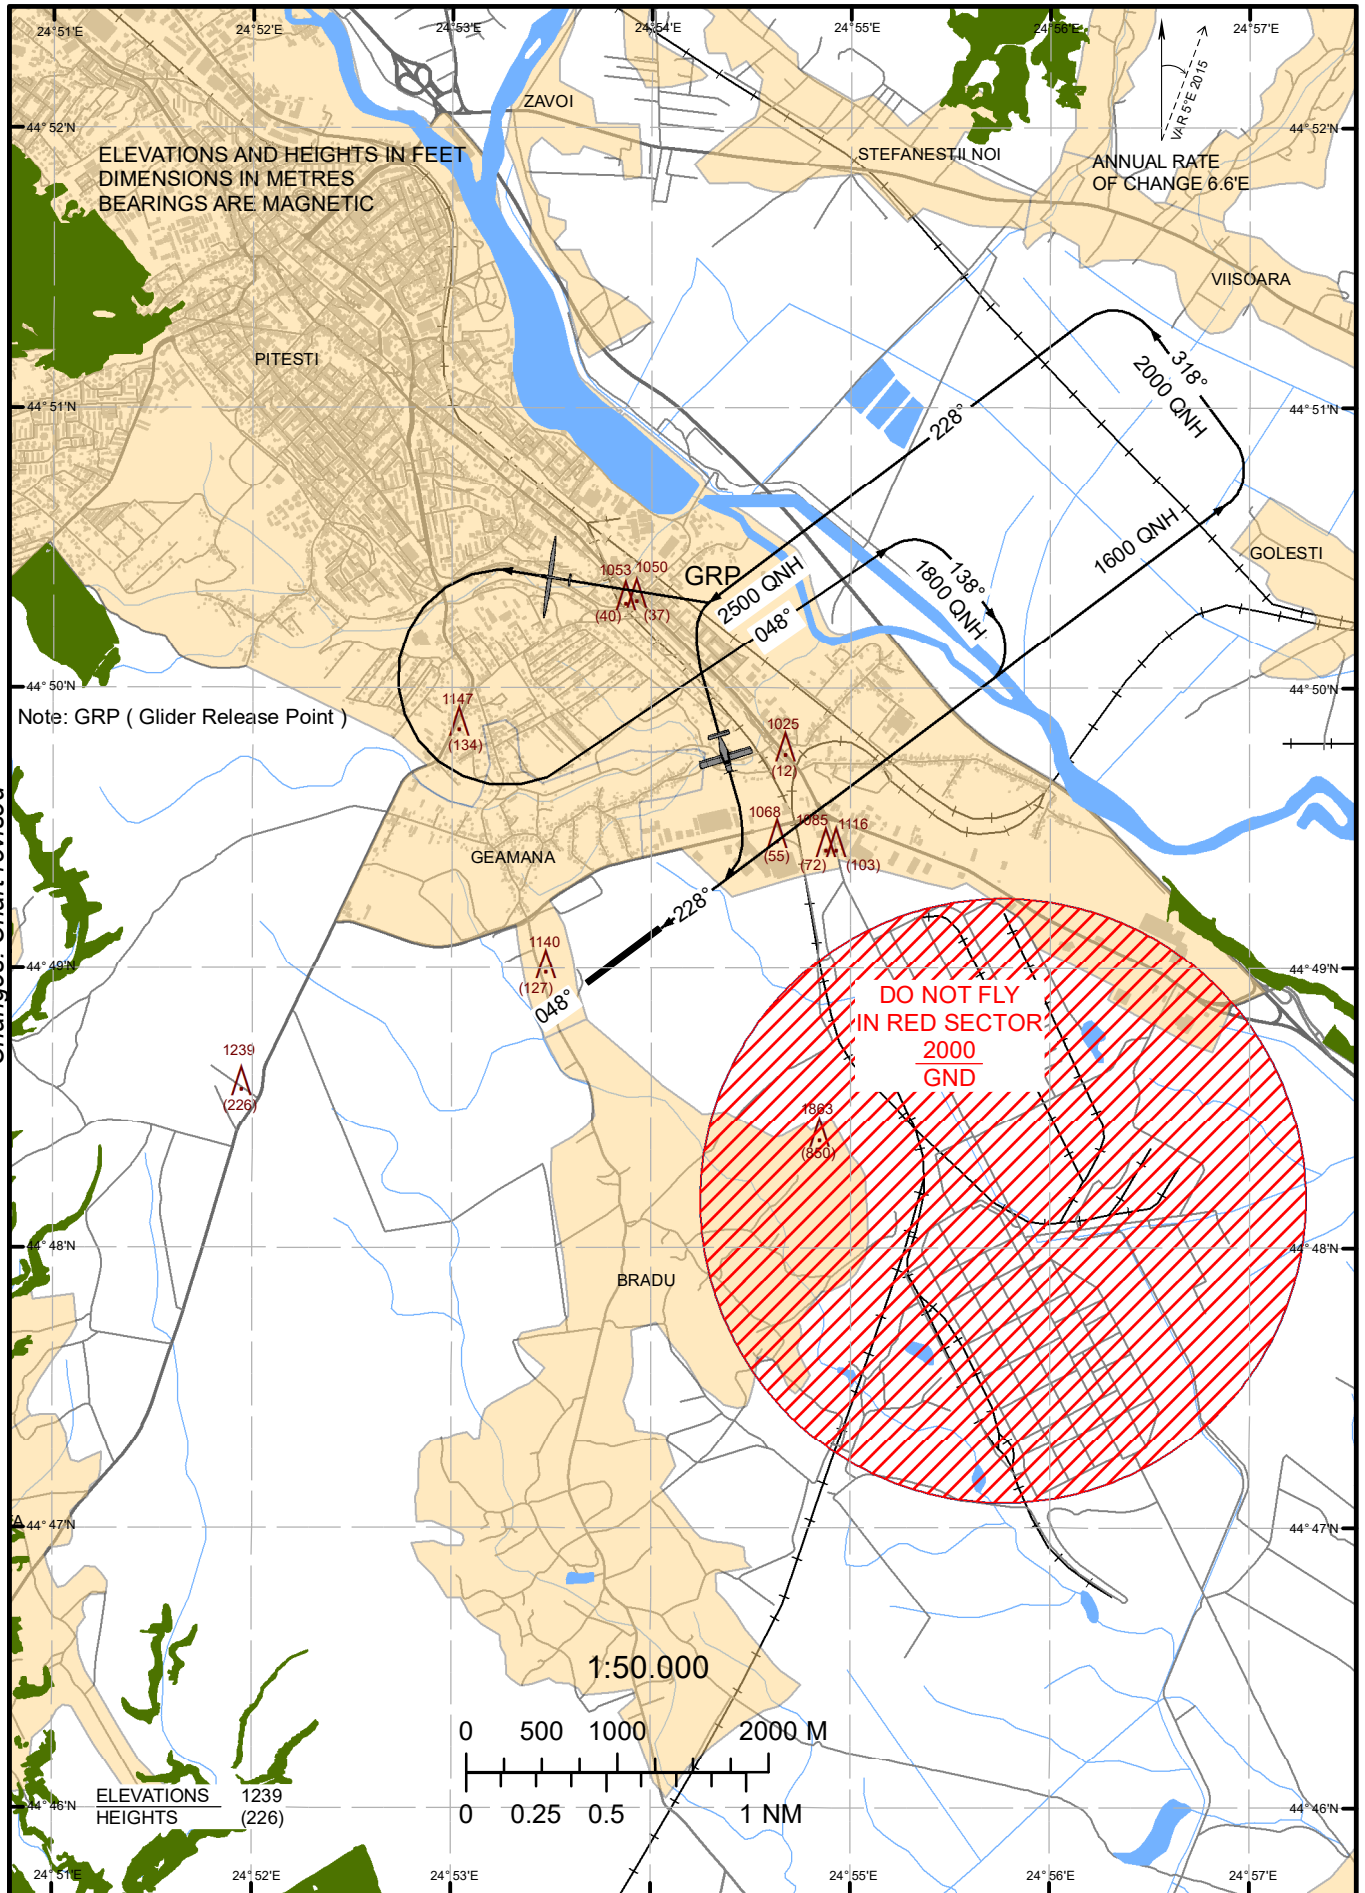 24°51'E
24°52'E
24°53'E
24°54'E
24°55'E
24°56'E
24°57'E
VAR 5°E 2015
ZAVOI
44°52'N
44°52'N
ELEVATIONS AND HEIGHTS IN FEET
DIMENSIONS IN METRES
BEARINGS ARE MAGNETIC
STEFANESTII NOI
ANNUAL RATE
OF CHANGE 6.6'E
VIISOARA
PITESTI
318°
2000 QNH
44°51'N
44°51'N
228°
1600 QNH
GOLESTI
1053
1050
GRP
2500 QNH
138°
1800 QNH
(40)
(37)
048°
44°50'N
44°50'N
1147
Note: GRP ( Glider Release Point )
1025
(134)
(12)
1068
1085
1116
(55)
(72)
(103)
GEAMANA
228°
1140
44°49'N
44°49'N
(127)
048°
DO NOT FLY
IN RED SECTOR
2000
GND
1239
(226)
1863
(850)
44°48'N
44°48'N
BRADU
A
44°47'N
44°47'N
1:50.000
0
500
1000
2000 M
ELEVATIONS 1239
HEIGHTS (226)
0
0.25
0.5
1 NM
44°46'N
44°46'N
24°51'E
24°52'E
24°53'E
24°55'E
24°56'E
24°57'E